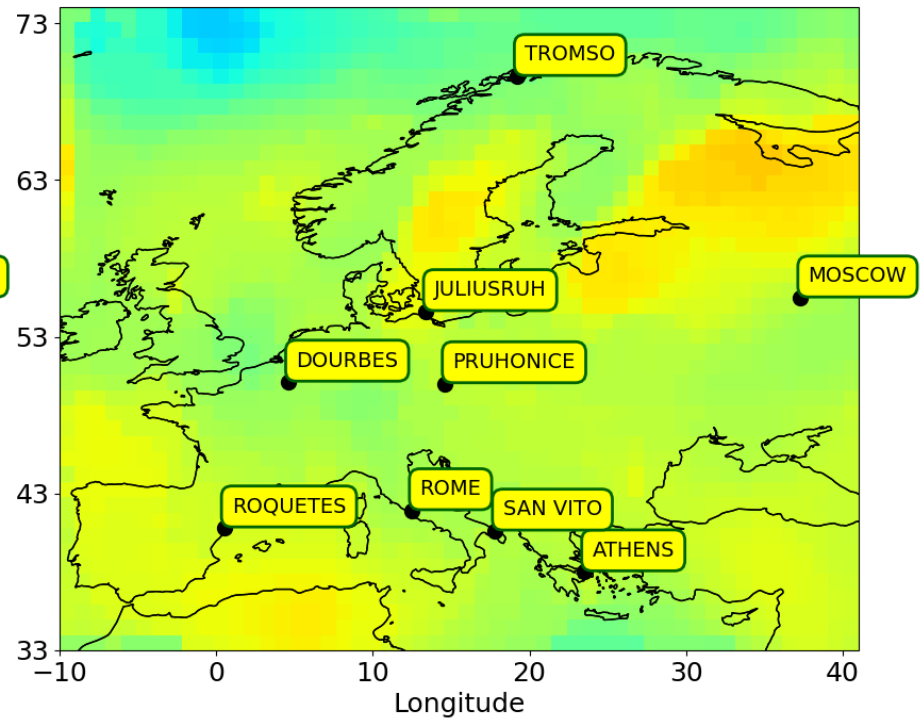 73
TROMSO
63
MOSCOW
JULIUSRUH
53
DOURBES
PRUHONICE
ROME
43
ROQUETES
SAN VITO
ATHENS
33
−10 0 10 20 30 40
Longitude